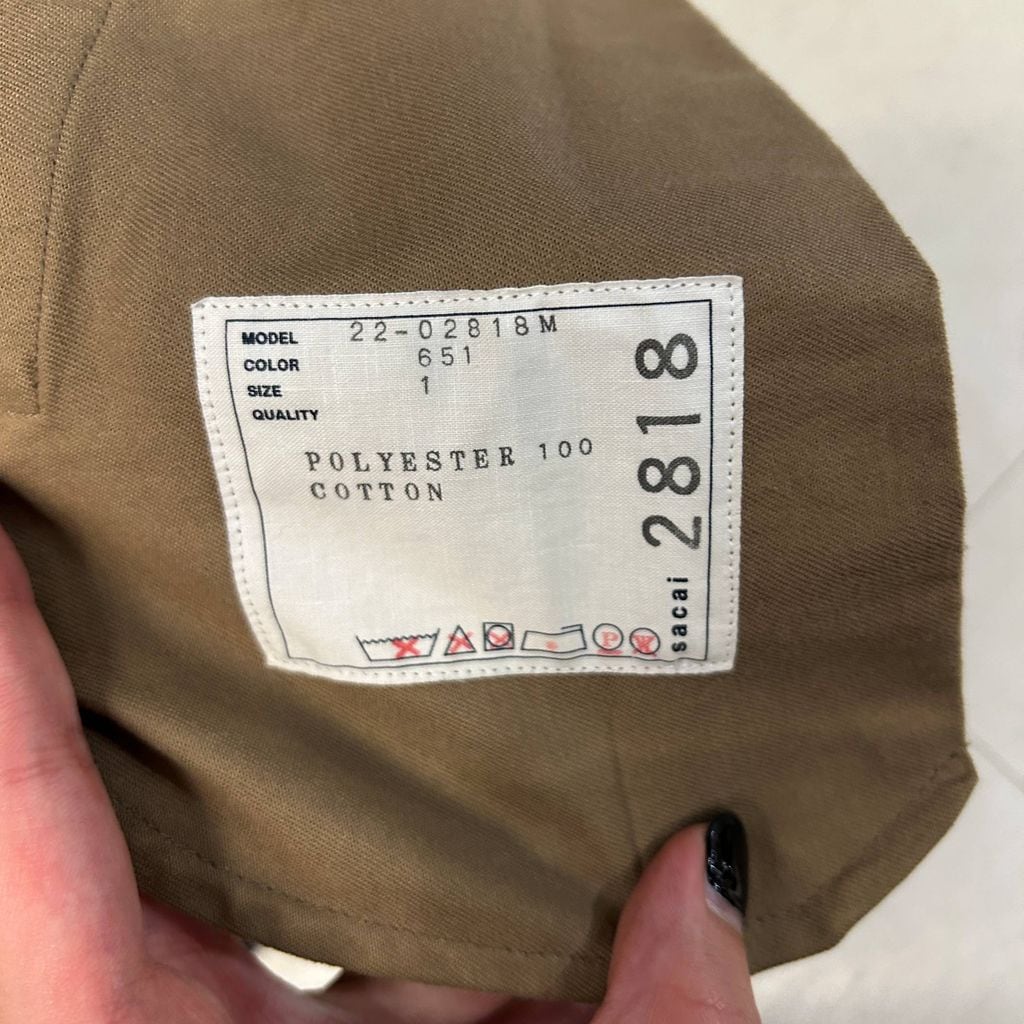 MODEL 22-02818M
COLOR 651
SIZE 1
QUALITY
POLYESTER 100
COTTON
sacai 2818
P
W